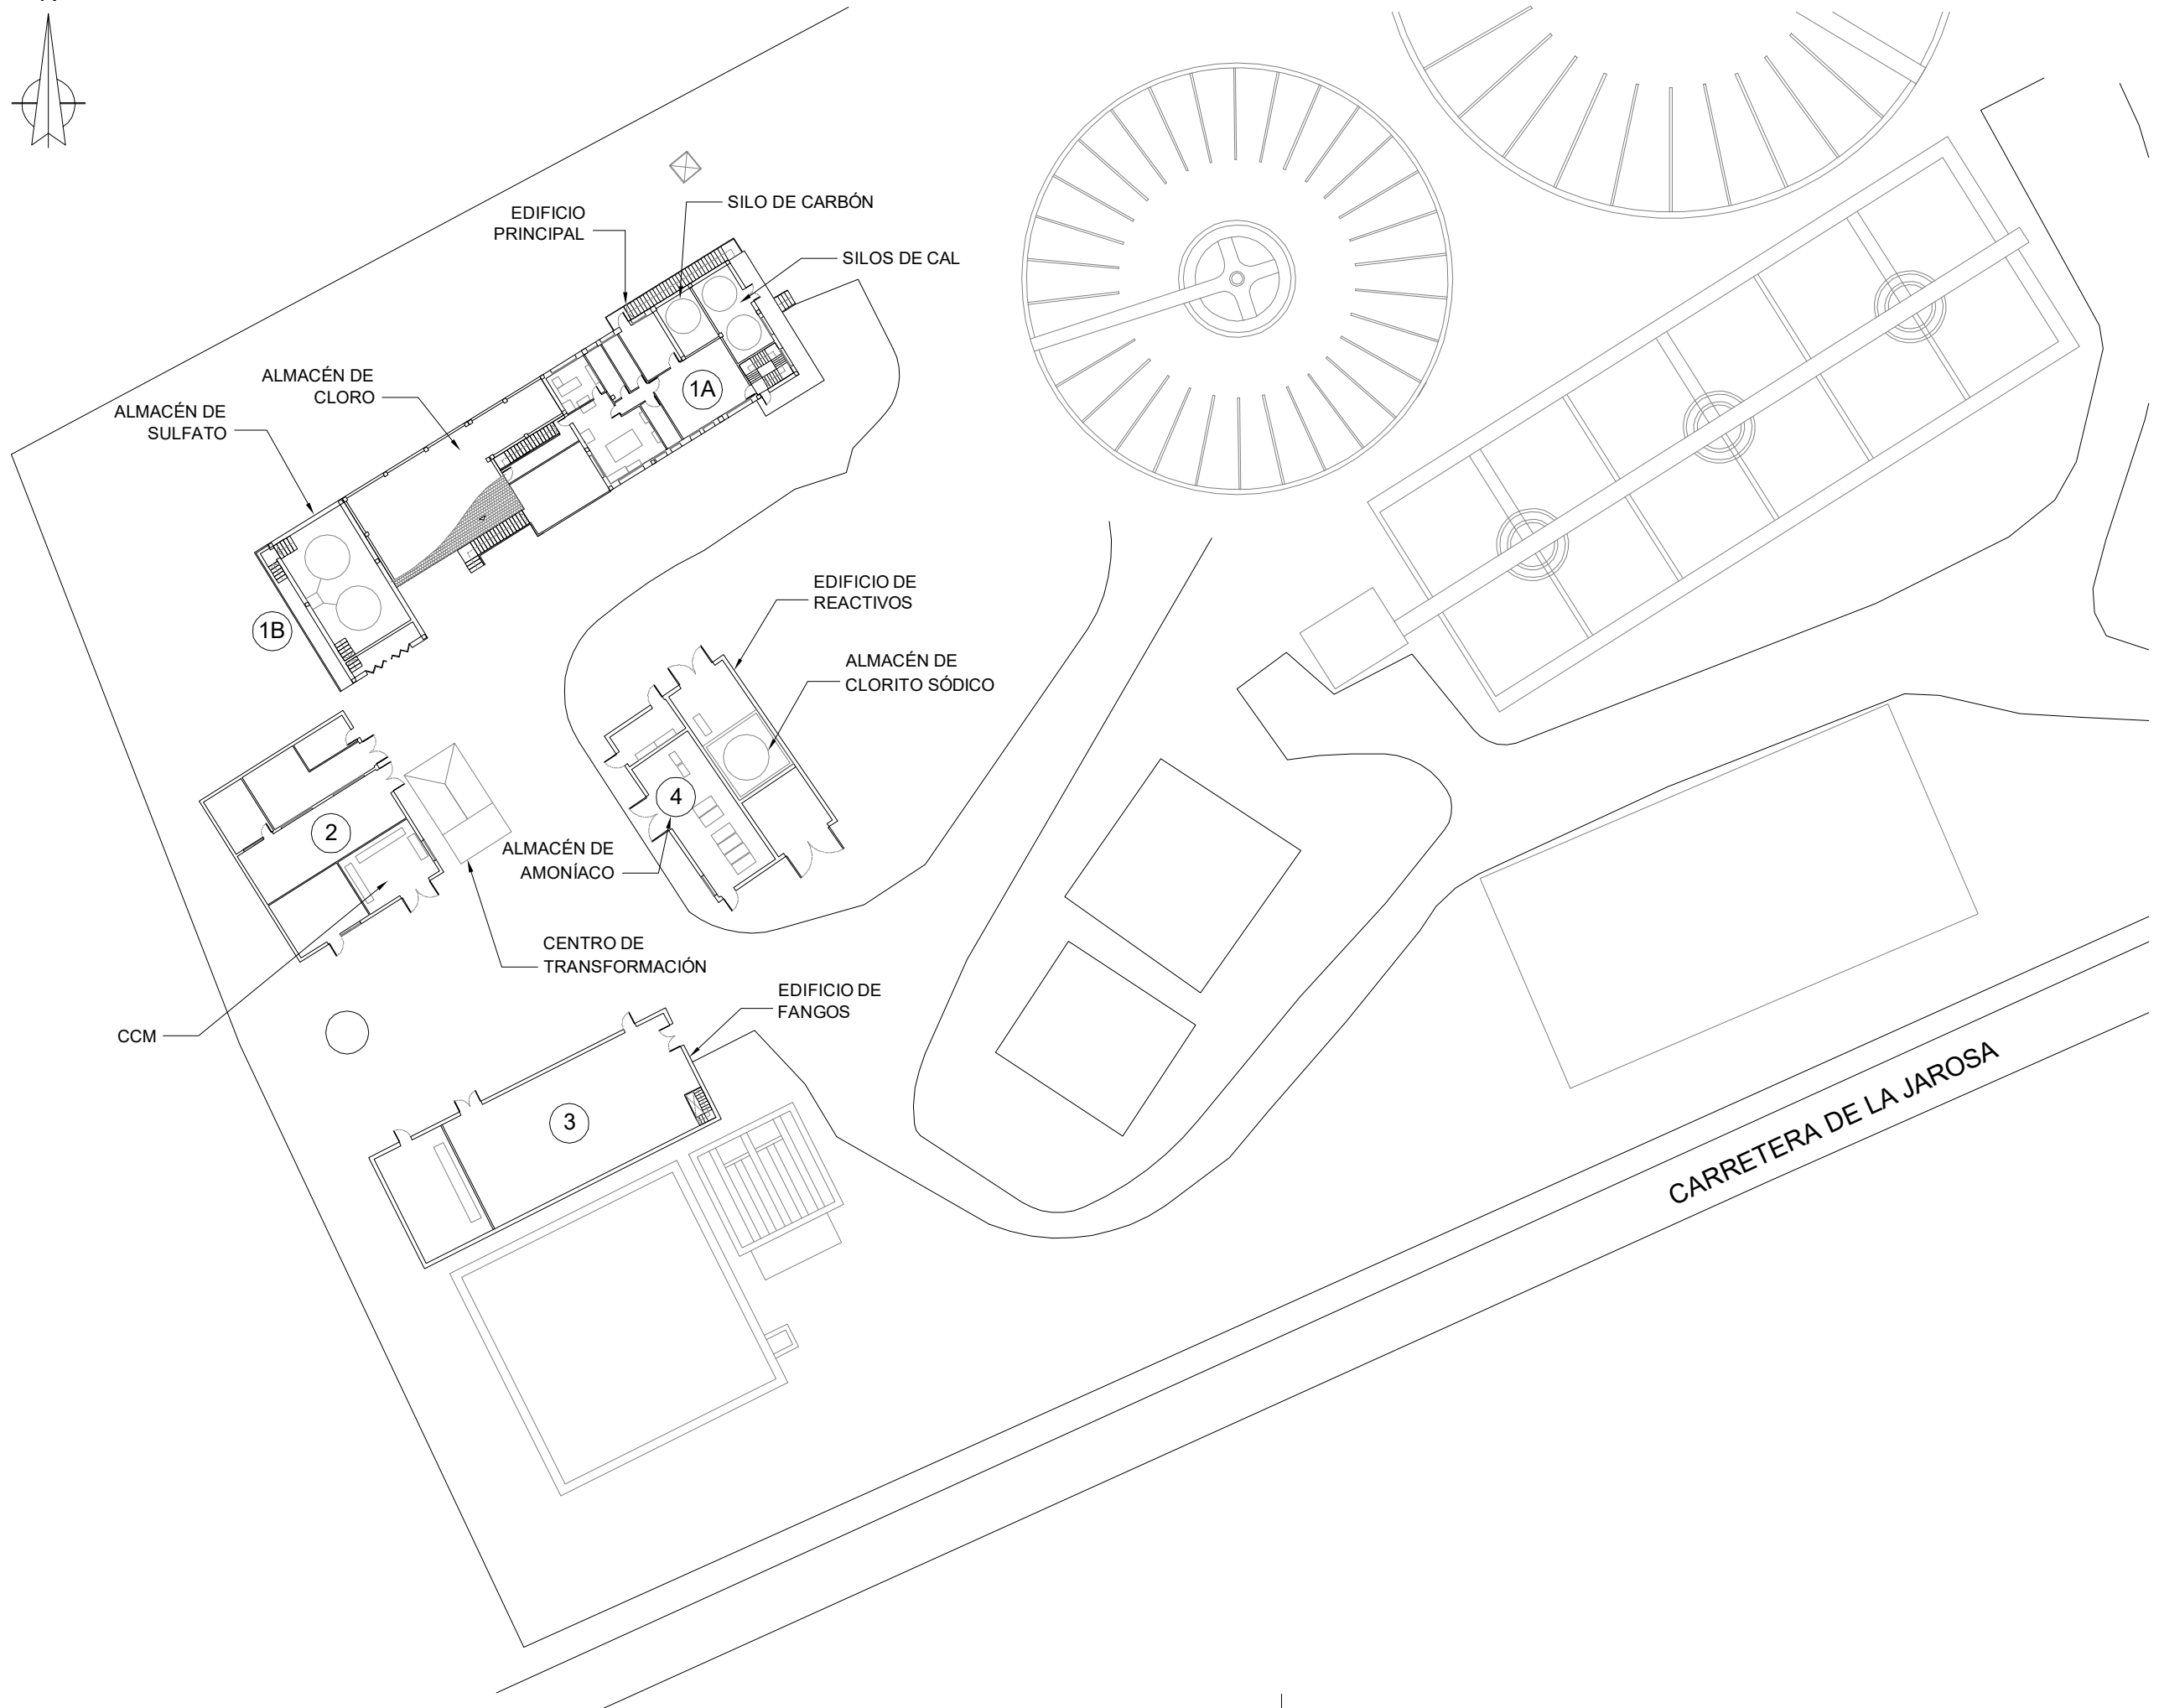 SILO DE CARBÓN
EDIFICIO
PRINCIPAL
SILOS DE CAL
ALMACÉN DE
CLORO
1A
ALMACÉN DE
SULFATO
EDIFICIO DE
REACTIVOS
1B
ALMACÉN DE
CLORITO SÓDICO
4
2
ALMACÉN DE
AMONÍACO
CENTRO DE
TRANSFORMACIÓN
EDIFICIO DE
FANGOS
CCM
3
CARRETERA DE LA JAROSA